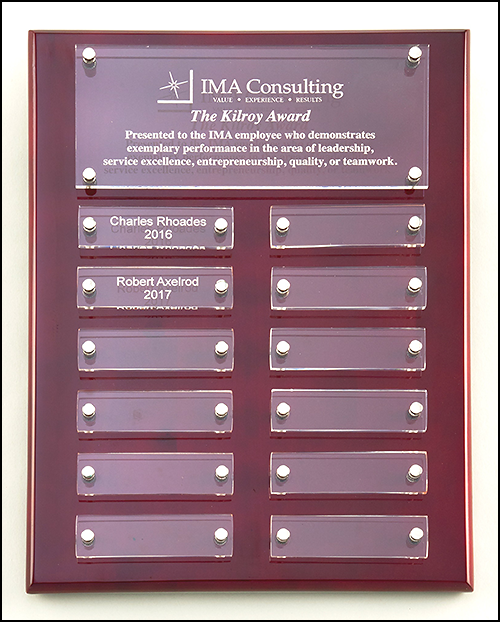 IMA Consulting
VALUE • EXPERIENCE • RESULTS
The Kilroy Award
Presented to the IMA employee who demonstrates
exemplary performance in the area of leadership,
service excellence, entrepreneurship, quality, or teamwork.
Charles Rhoades
2016
Robert Axelrod
2017